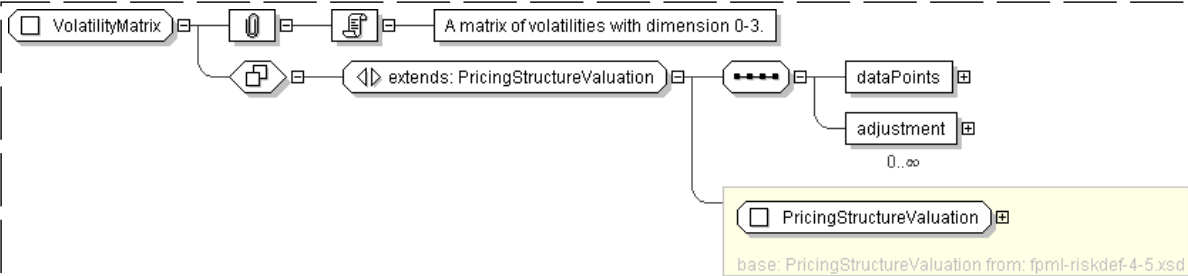 VolatilityMatrix
A matrix of volatilities with dimension 0-3.
extends: PricingStructureValuation
dataPoints
adjustment
0..∞
PricingStructureValuation
base: PricingStructureValuation from: fpml-riskdef-4-5.xsd